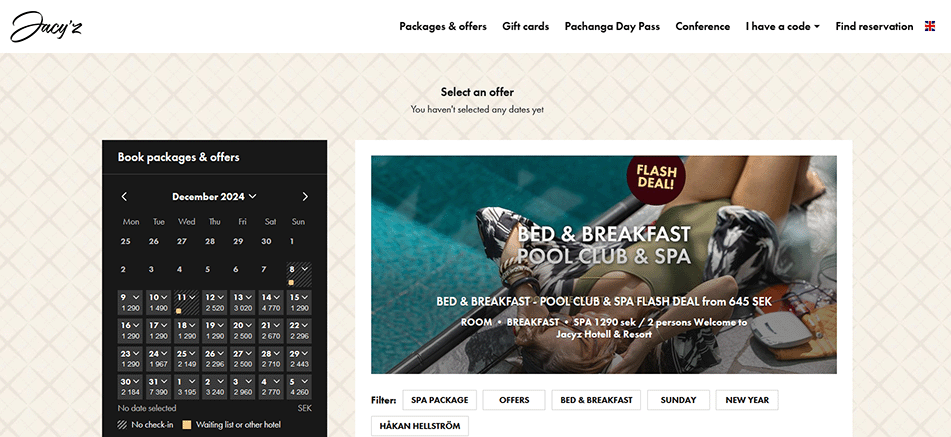 Jacy'z
Packages & offers Gift cards Pachanga Day Pass Conference I have a code Find reservation
Select an offer
You haven't selected any dates yet
Book packages & offers
December 2024
Mon Tue Wed Thu Fri Sat Sun
25 26 27 28 29 30 1
2 3 4 5 6 7 8
9 10 11 12 13 14 15
1 290 1 490 2 520 3 020 4 770 1 290
16 17 18 19 20 21 22
1 290 1 290 1 290 1 290 2 500 2 670 2 296
23 24 25 26 27 28 29
1 290 1 967 2 149 2 296 2 500 2 710 2 443
30 31 1 2 3 4 5
2 184 7 390 3 195 3 240 3 960 4 770 4 260
No date selected SEK
No check-in Waiting list or other hotel
FLASH
DEAL!
BED & BREAKFAST
POOL CLUB & SPA
BED & BREAKFAST - POOL CLUB & SPA FLASH DEAL from 645 SEK
ROOM • BREAKFAST • SPA 1290 sek / 2 persons Welcome to
Jacyz Hotell & Resort
Filter: SPA PACKAGE OFFERS BED & BREAKFAST SUNDAY NEW YEAR
HÅKAN HELLSTRÖM